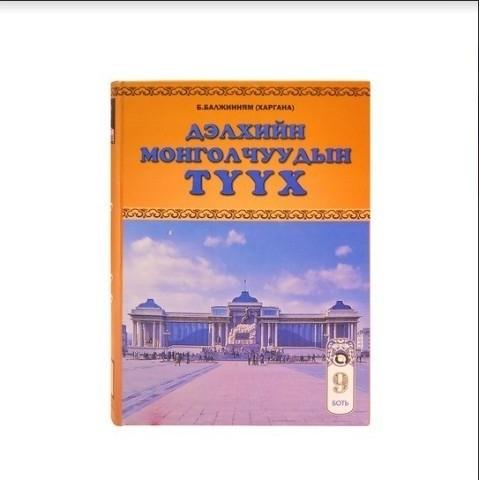 Б.БАЛЖИННЯМ (ХАРГАНА)
ДЭЛХИЙН
МОНГОЛЧУУДЫН
ТҮҮХ
9
БОТЬ